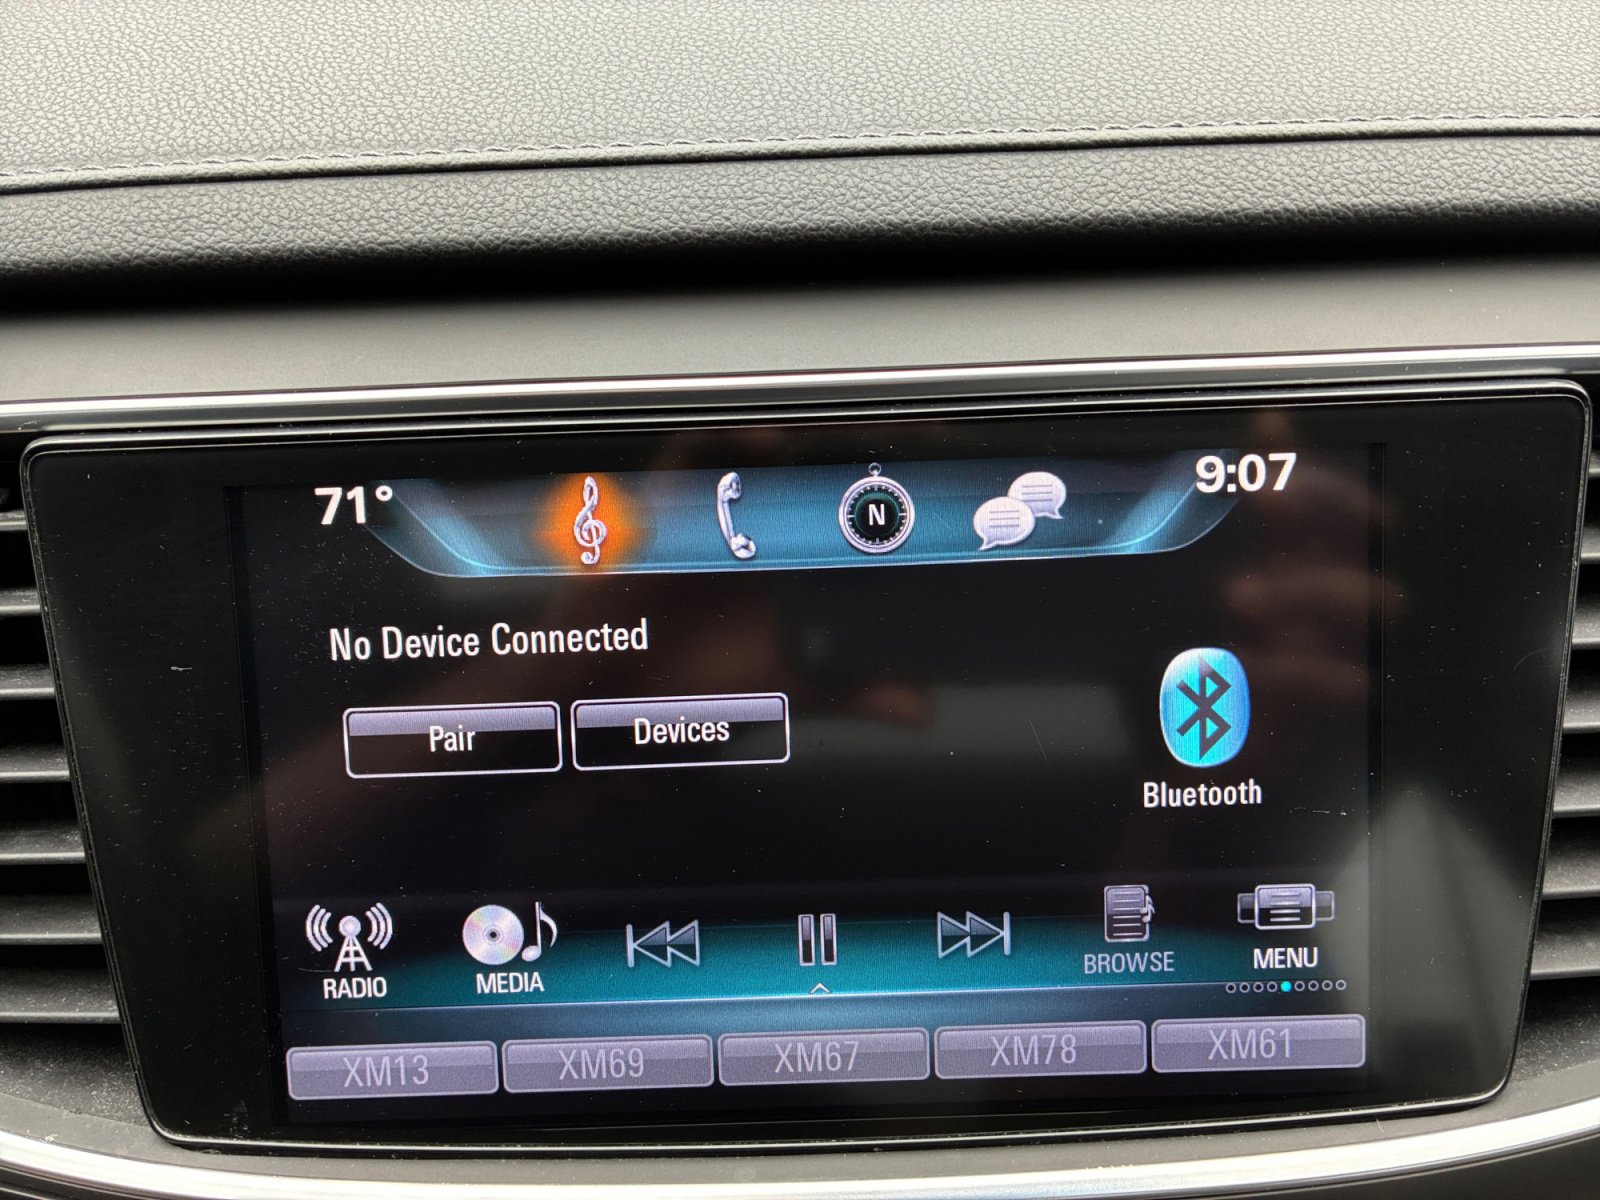 71° 9:07
N
No Device Connected
Pair Devices
Bluetooth
RADIO MEDIA BROWSE MENU
XM13 XM69 XM67 XM78 XM61